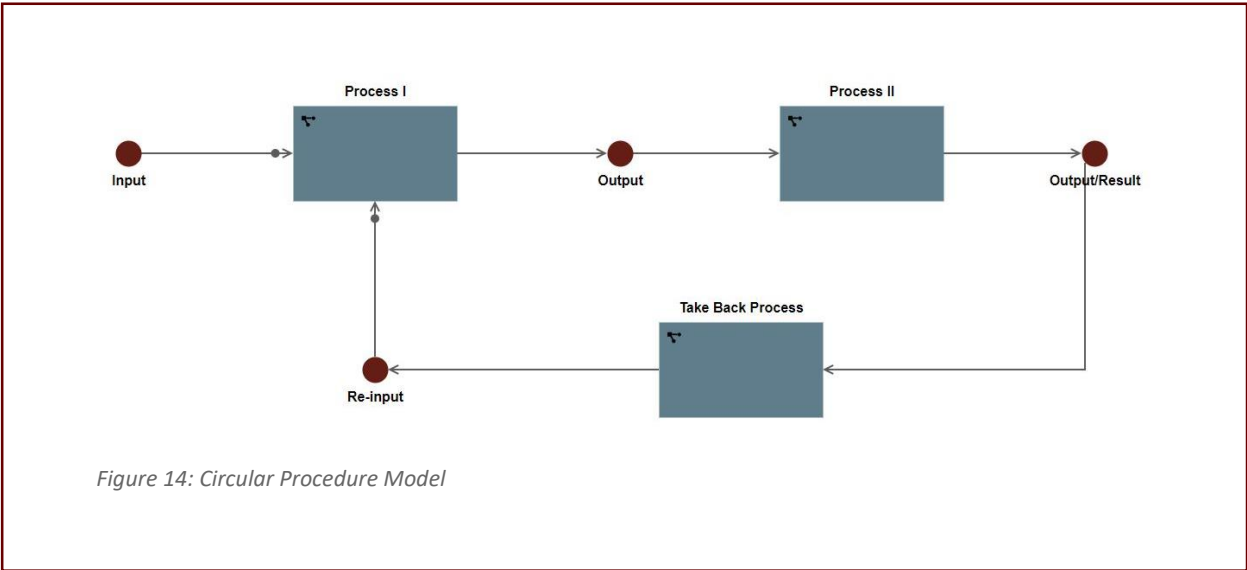 Process I
Process II
Input
Output
Output/Result
Take Back Process
Re-input
Figure 14: Circular Procedure Model